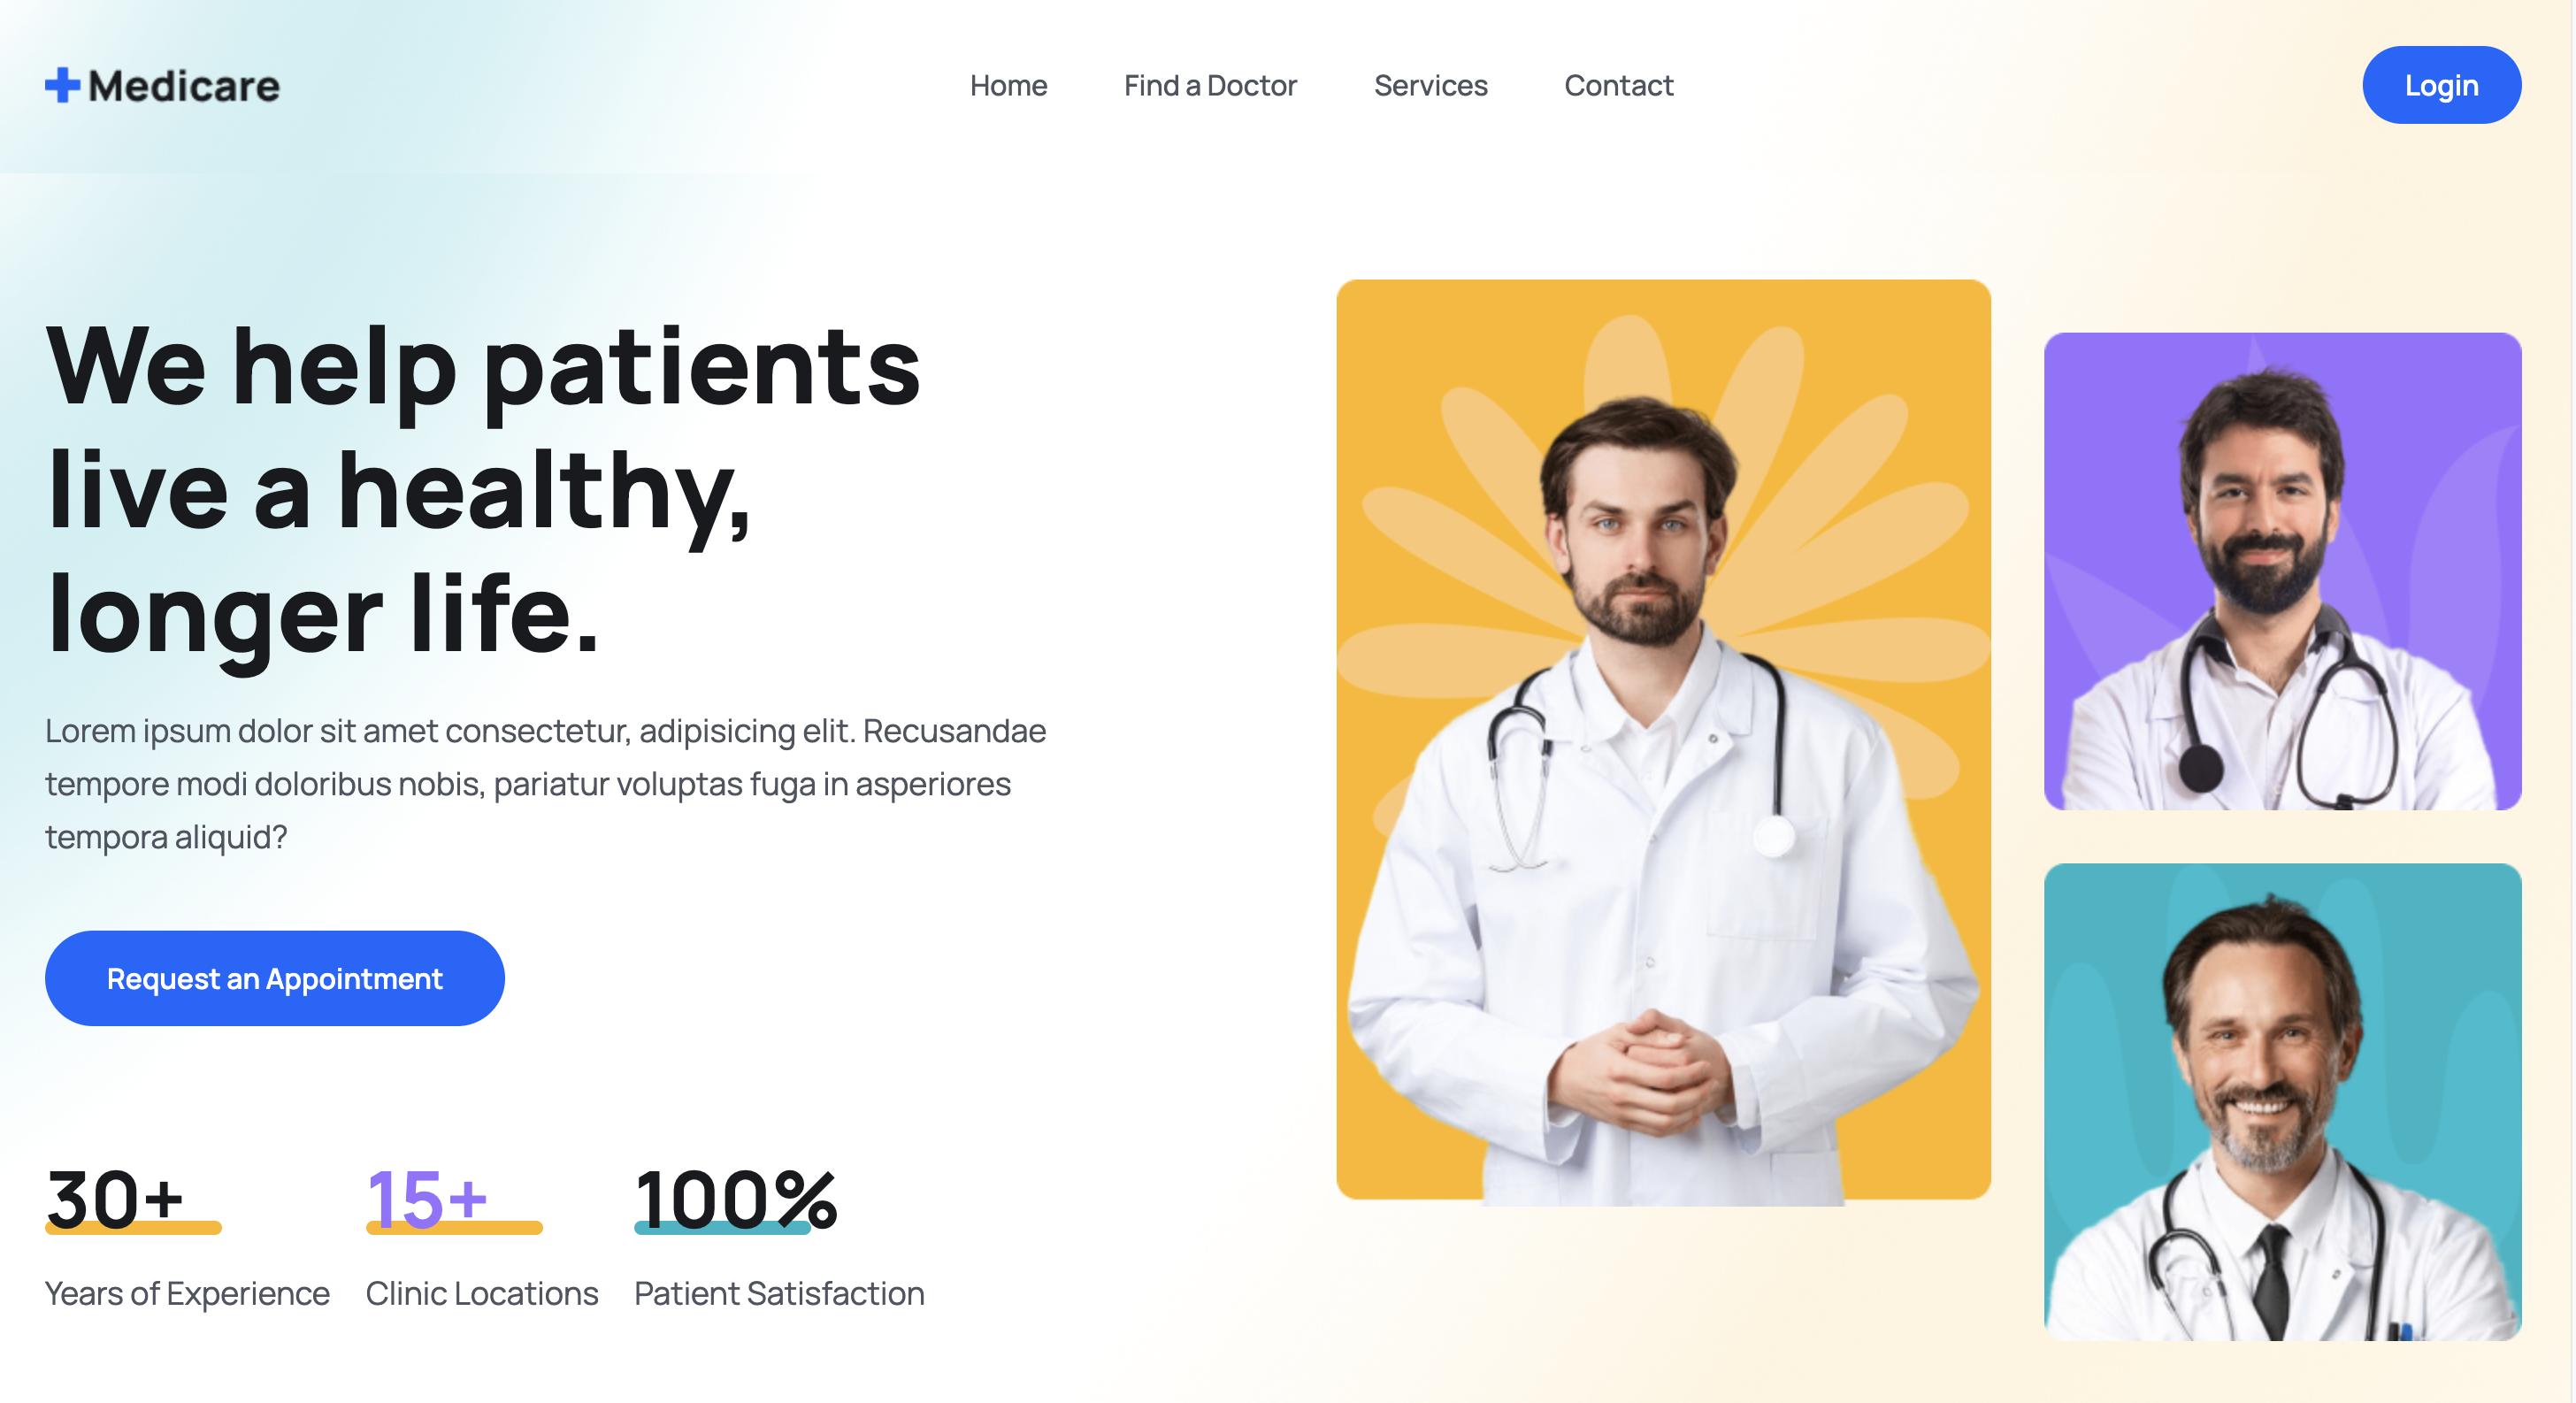 Medicare
Home
Find a Doctor
Services
Contact
Login
We help patients
live a healthy,
longer life.
Lorem ipsum dolor sit amet consectetur, adipisicing elit. Recusandae
tempore modi doloribus nobis, pariatur voluptas fuga in asperiores
tempora aliquid?
Request an Appointment
30+
Years of Experience
15+
Clinic Locations
100%
Patient Satisfaction